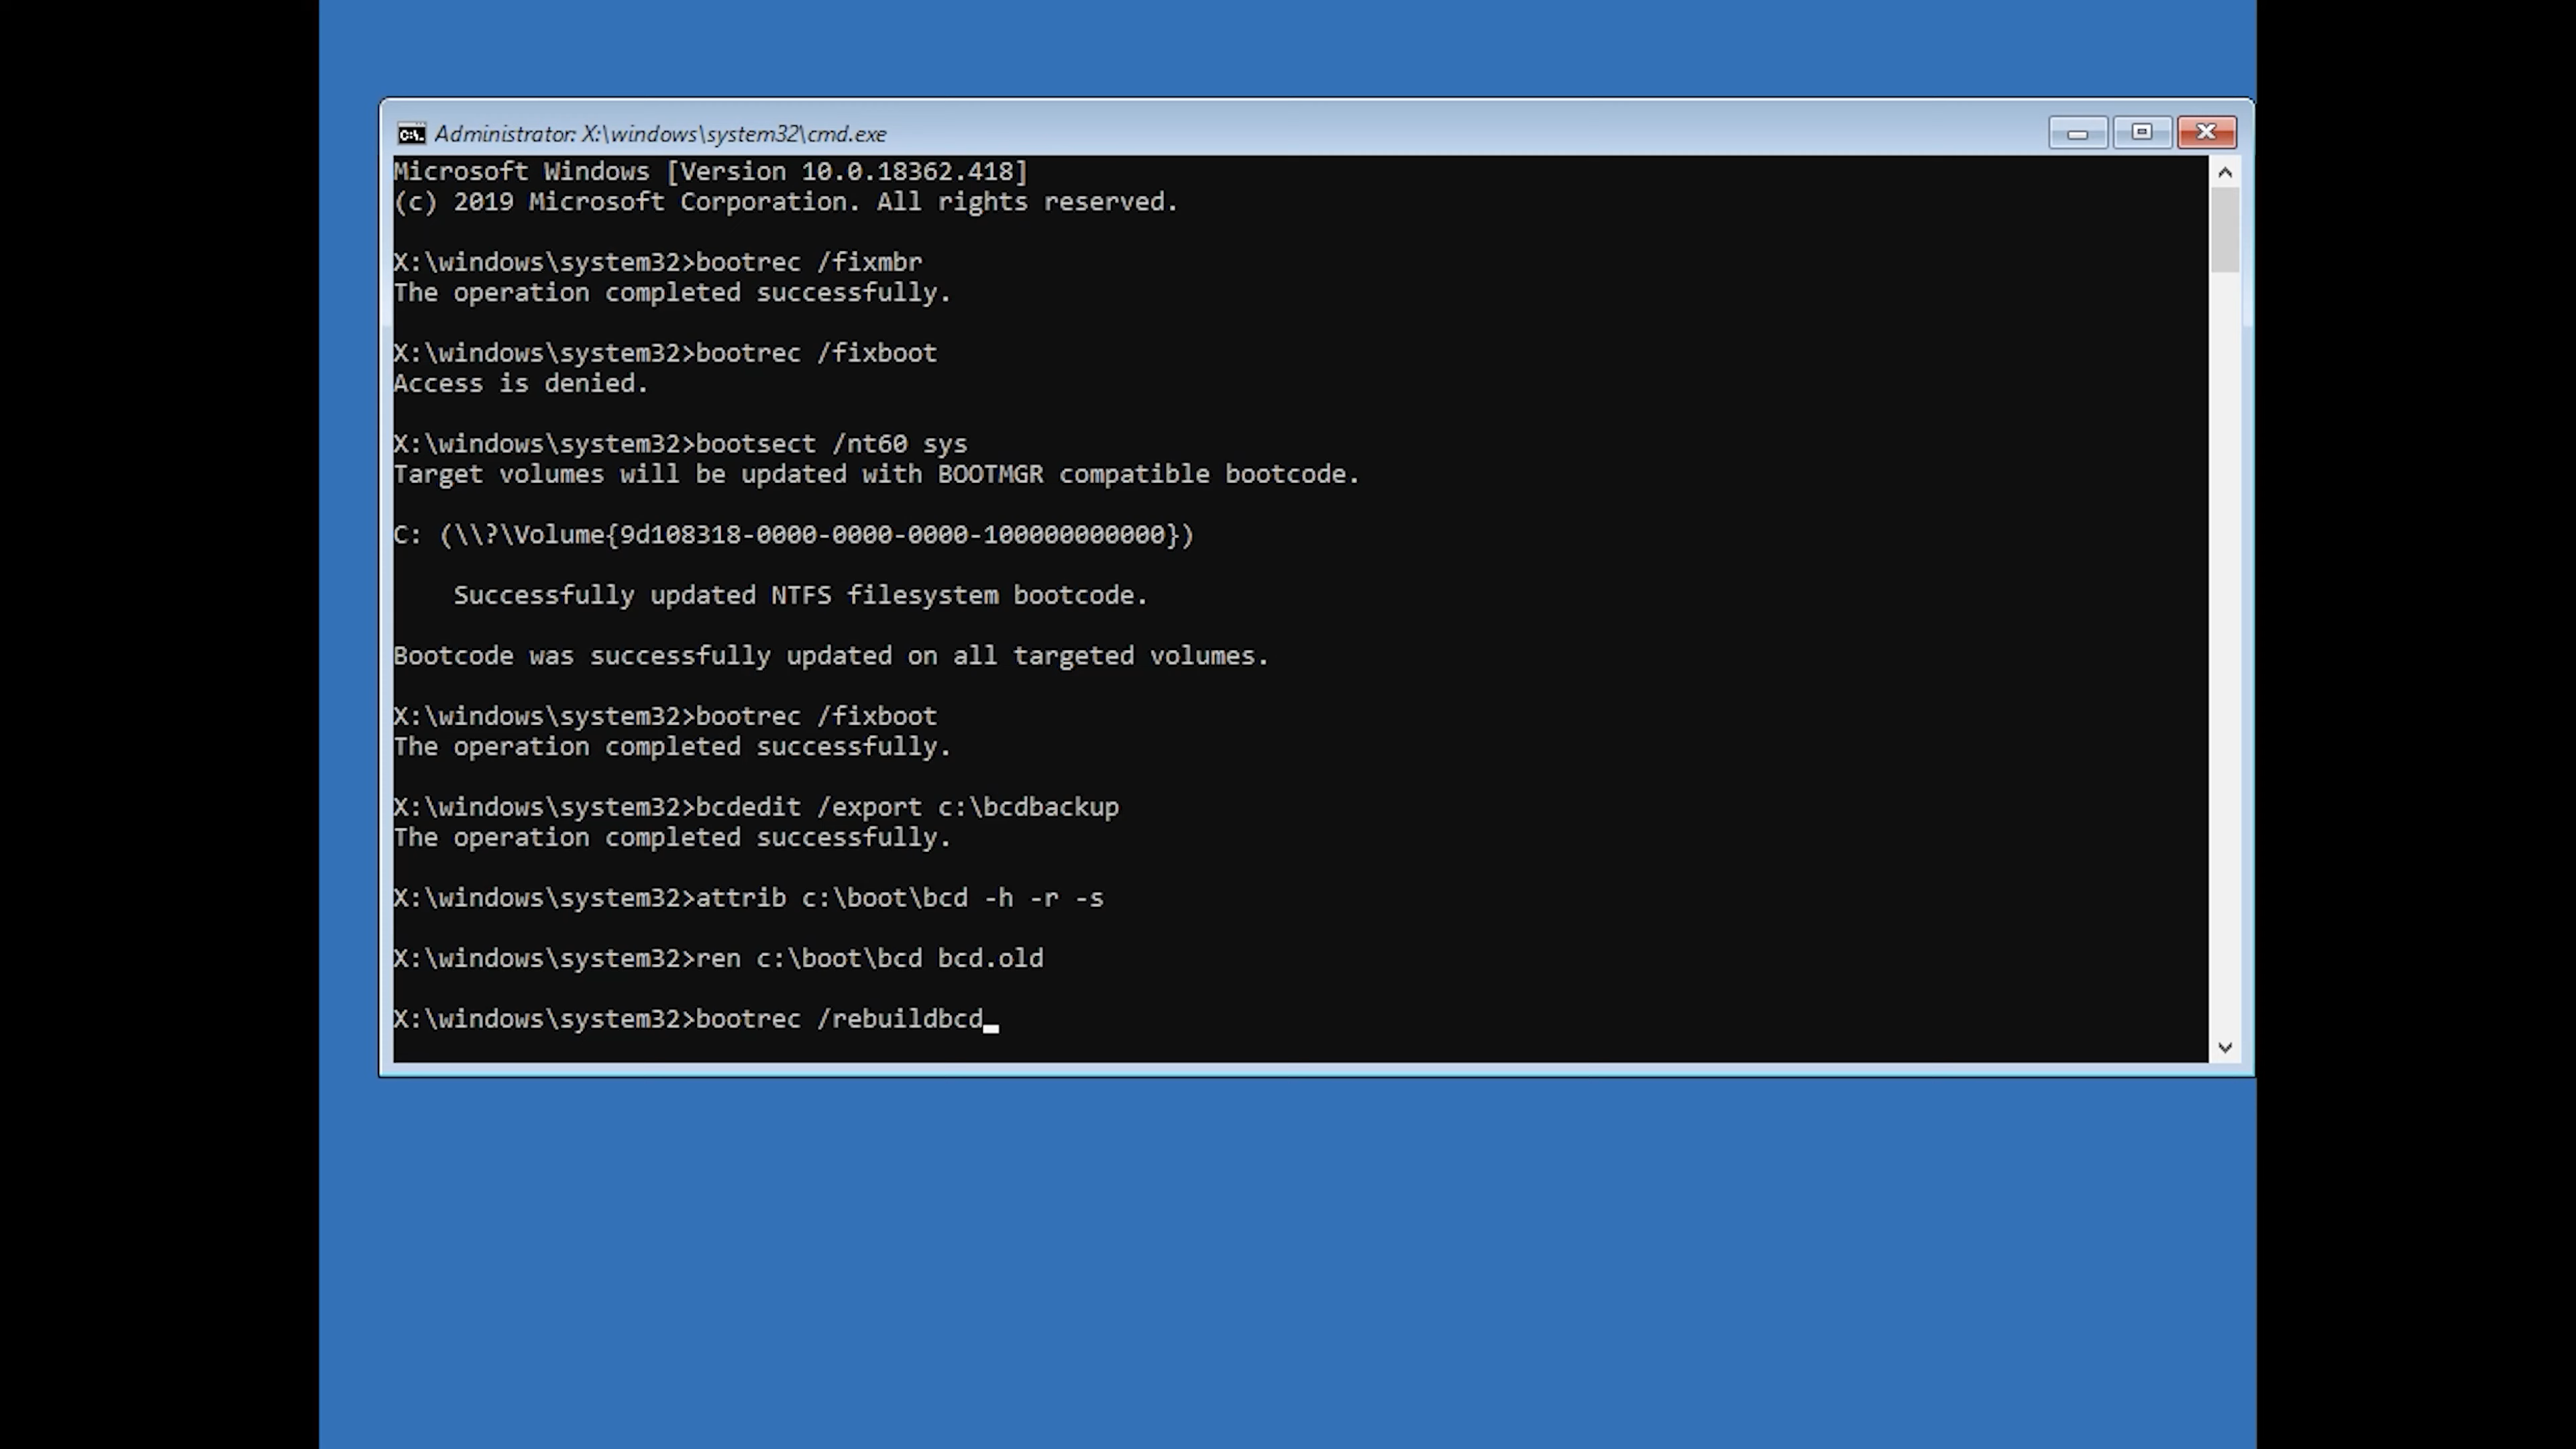 Administrator: X:\windows\system32\cmd.exe
Microsoft Windows [Version 10.0.18362.418]
(c) 2019 Microsoft Corporation. All rights reserved.
X:\windows\system32>bootrec /fixmbr
The operation completed successfully.
X:\windows\system32>bootrec /fixboot
Access is denied.
X:\windows\system32>bootsect /nt60 sys
Target volumes will be updated with BOOTMGR compatible bootcode.
C: (\\?\Volume{9d108318-0000-0000-0000-100000000000})
Successfully updated NTFS filesystem bootcode.
Bootcode was successfully updated on all targeted volumes.
X:\windows\system32>bootrec /fixboot
The operation completed successfully.
X:\windows\system32>bcdedit /export c:\bcdbackup
The operation completed successfully.
X:\windows\system32>attrib c:\boot\bcd -h -r -s
X:\windows\system32>ren c:\boot\bcd bcd.old
X:\windows\system32>bootrec /rebuildbcd